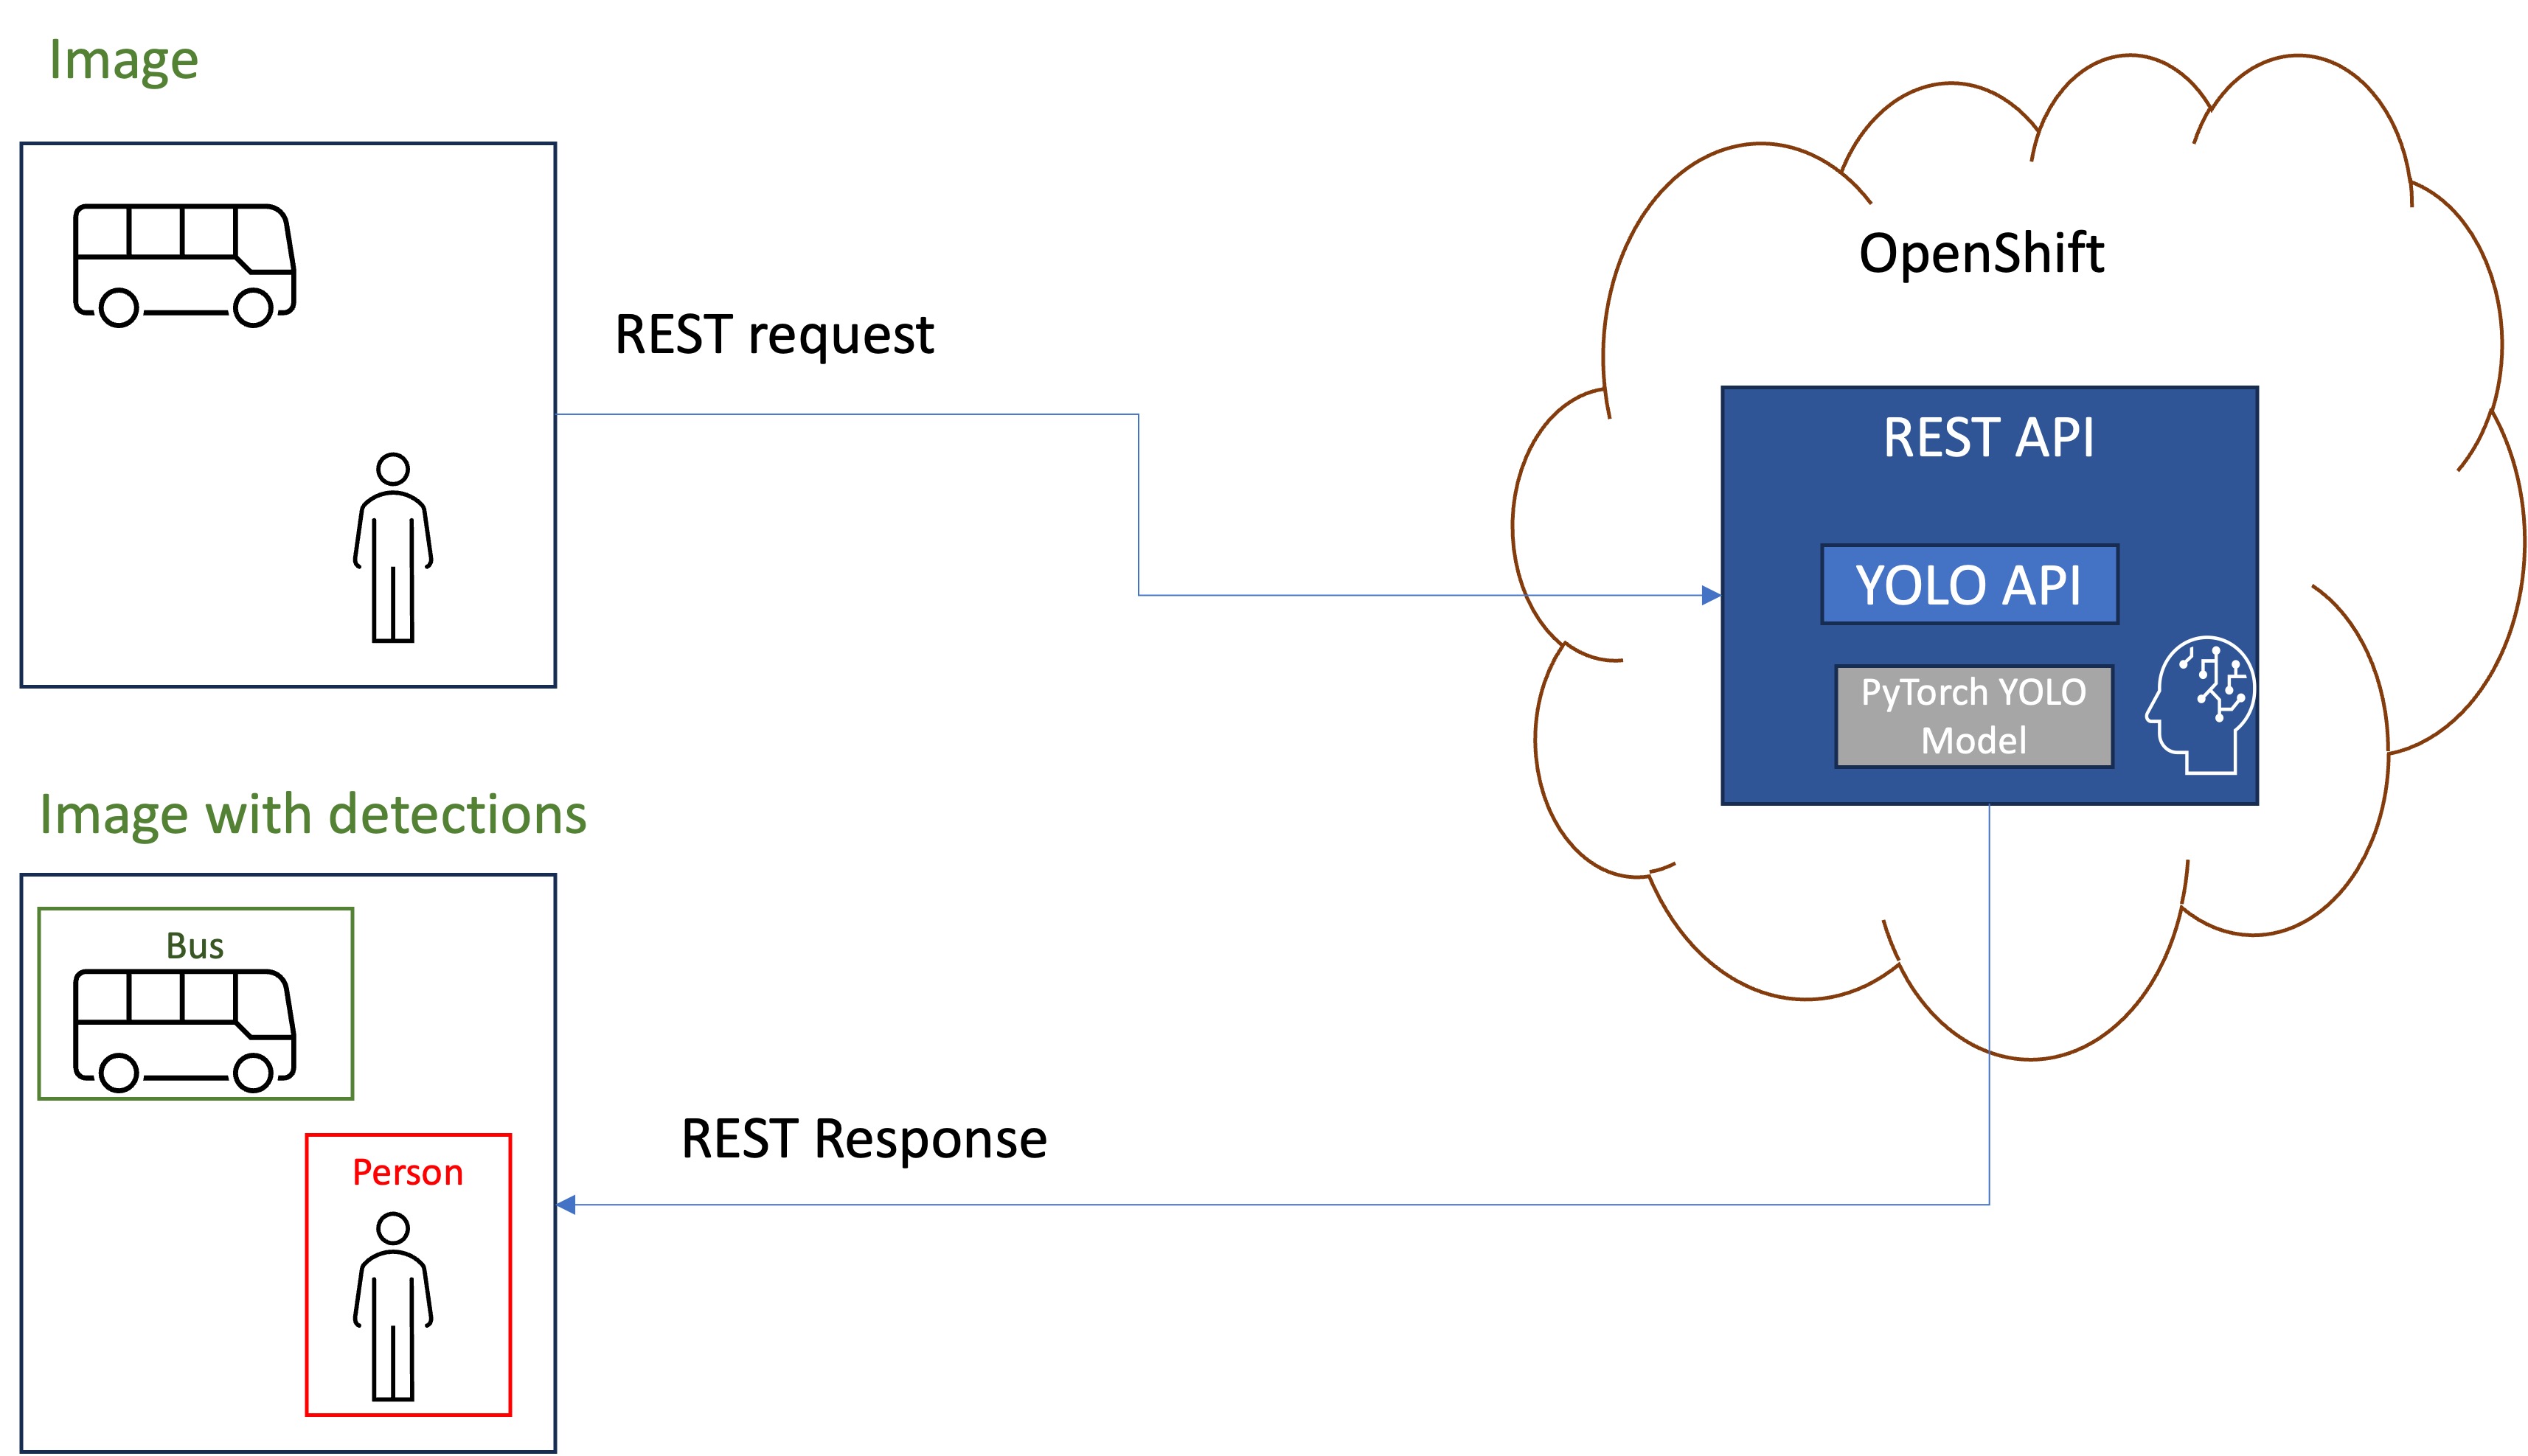 Image
REST request
OpenShift
REST API
YOLO API
PyTorch YOLO
Model
Image with detections
Bus
Person
REST Response